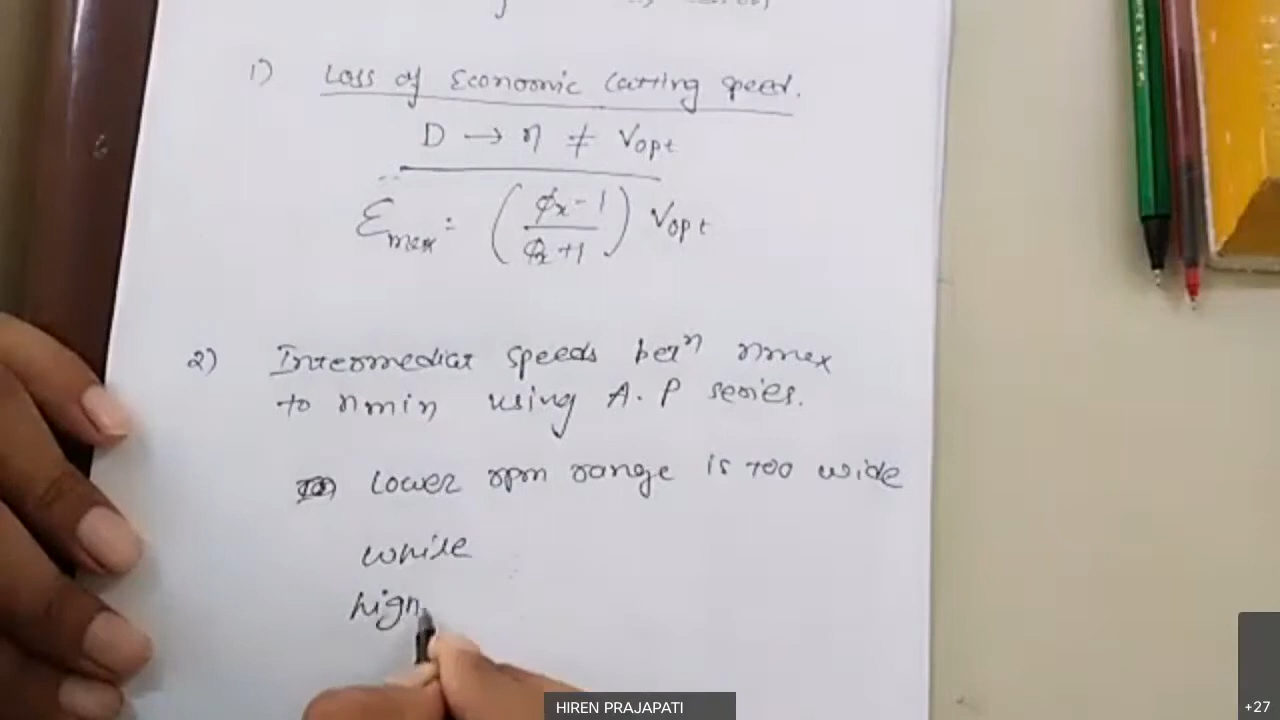 1) Loss of Economic Cutting speed.
D → n ≠ Vopt
Emax = (ϕx - 1 / ϕx + 1) Vopt
2) Intermediat speeds betⁿ nmax
to nmin using A.P series.
Lower rpm range is too wide
while
high
HIREN PRAJAPATI
+27